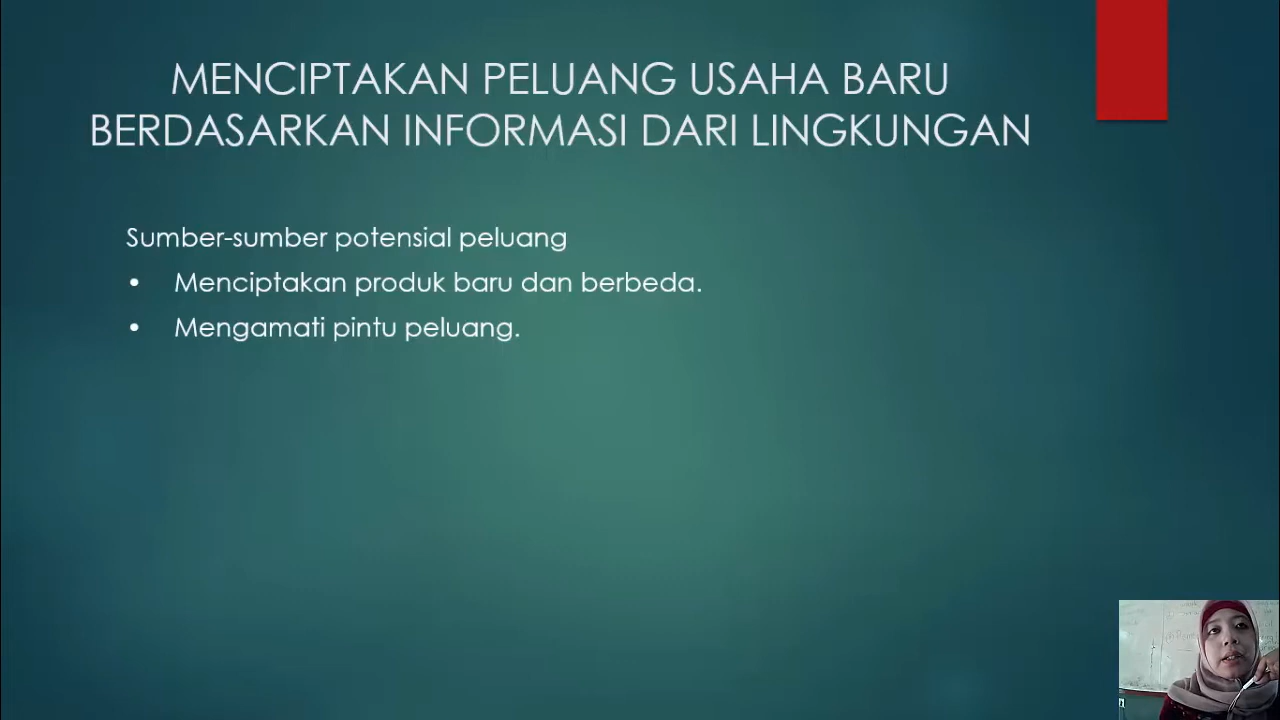 MENCIPTAKAN PELUANG USAHA BARU
BERDASARKAN INFORMASI DARI LINGKUNGAN
Sumber-sumber potensial peluang
• Menciptakan produk baru dan berbeda.
• Mengamati pintu peluang.